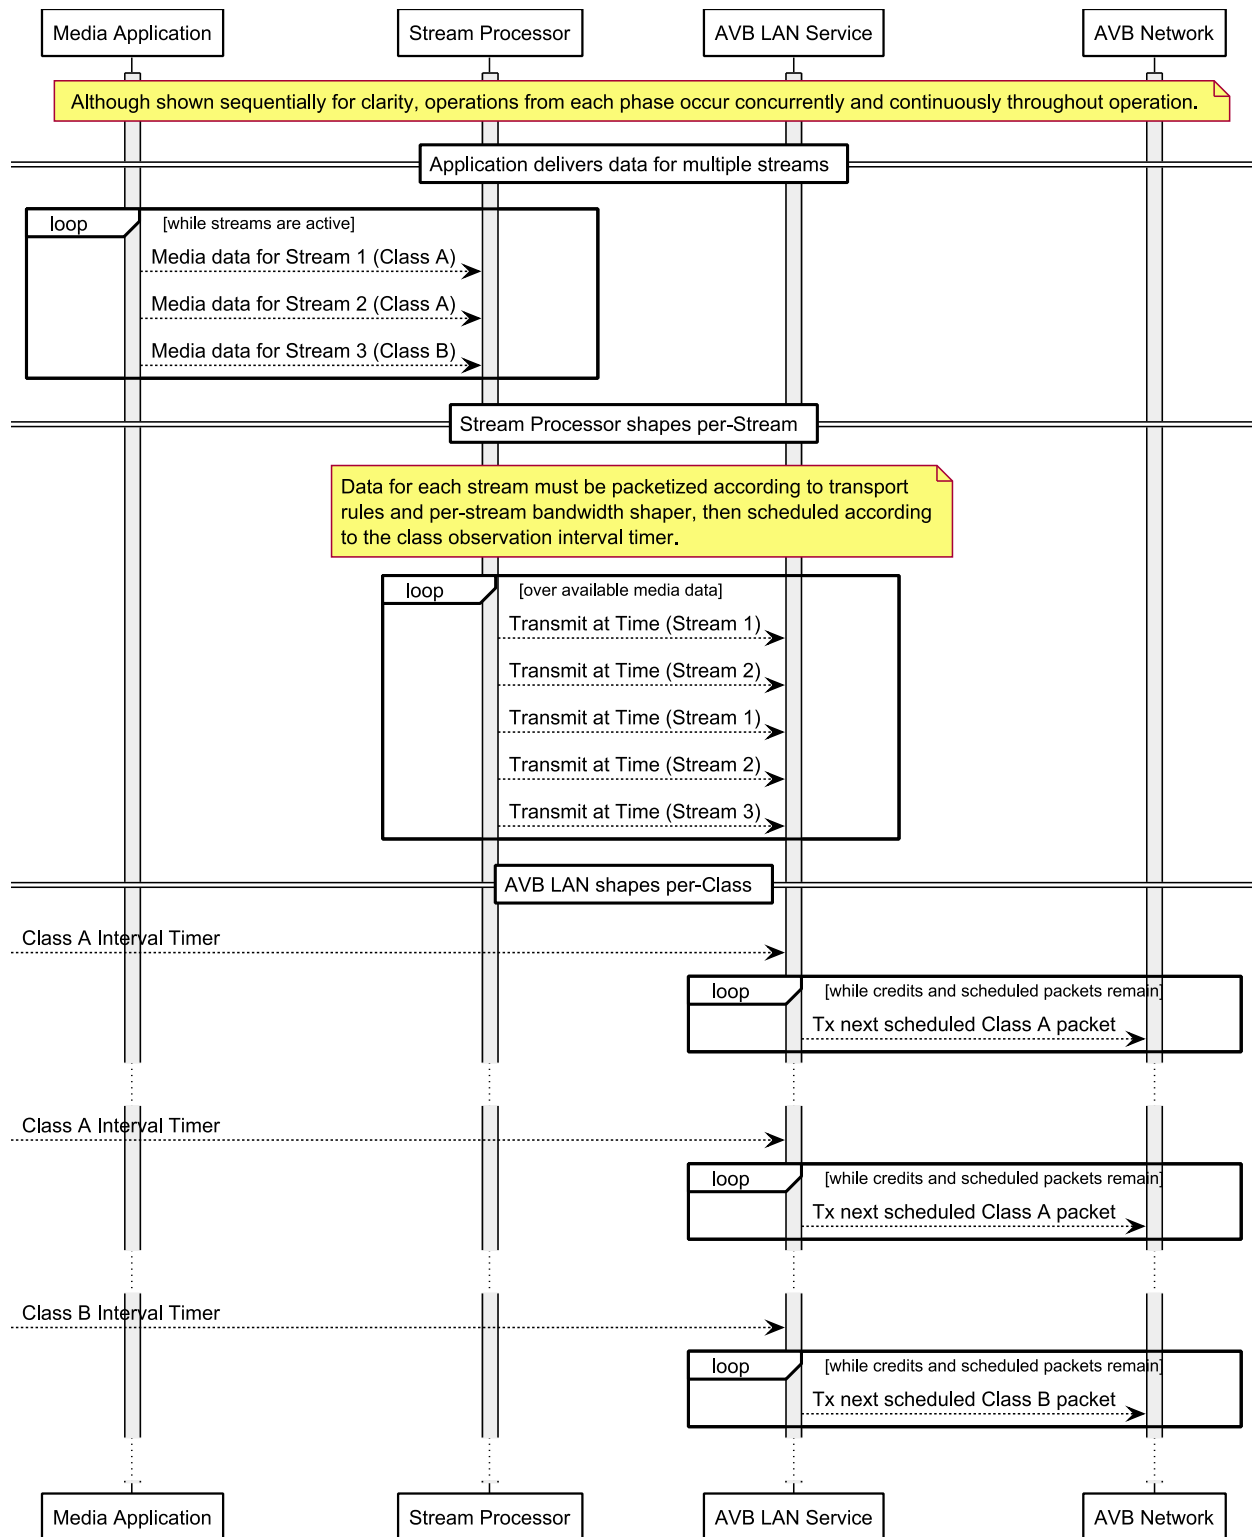 Media Application
Stream Processor
AVB LAN Service
AVB Network
Although shown sequentially for clarity, operations from each phase occur concurrently and continuously throughout operation.
Application delivers data for multiple streams
loop
[while streams are active]
Media data for Stream 1 (Class A)
Media data for Stream 2 (Class A)
Media data for Stream 3 (Class B)
Stream Processor shapes per-Stream
Data for each stream must be packetized according to transport
rules and per-stream bandwidth shaper, then scheduled according
to the class observation interval timer.
loop
[over available media data]
Transmit at Time (Stream 1)
Transmit at Time (Stream 2)
Transmit at Time (Stream 1)
Transmit at Time (Stream 2)
Transmit at Time (Stream 3)
AVB LAN shapes per-Class
Class A Interval Timer
loop
[while credits and scheduled packets remain]
Tx next scheduled Class A packet
Class A Interval Timer
loop
[while credits and scheduled packets remain]
Tx next scheduled Class A packet
Class B Interval Timer
loop
[while credits and scheduled packets remain]
Tx next scheduled Class B packet
Media Application
Stream Processor
AVB LAN Service
AVB Network